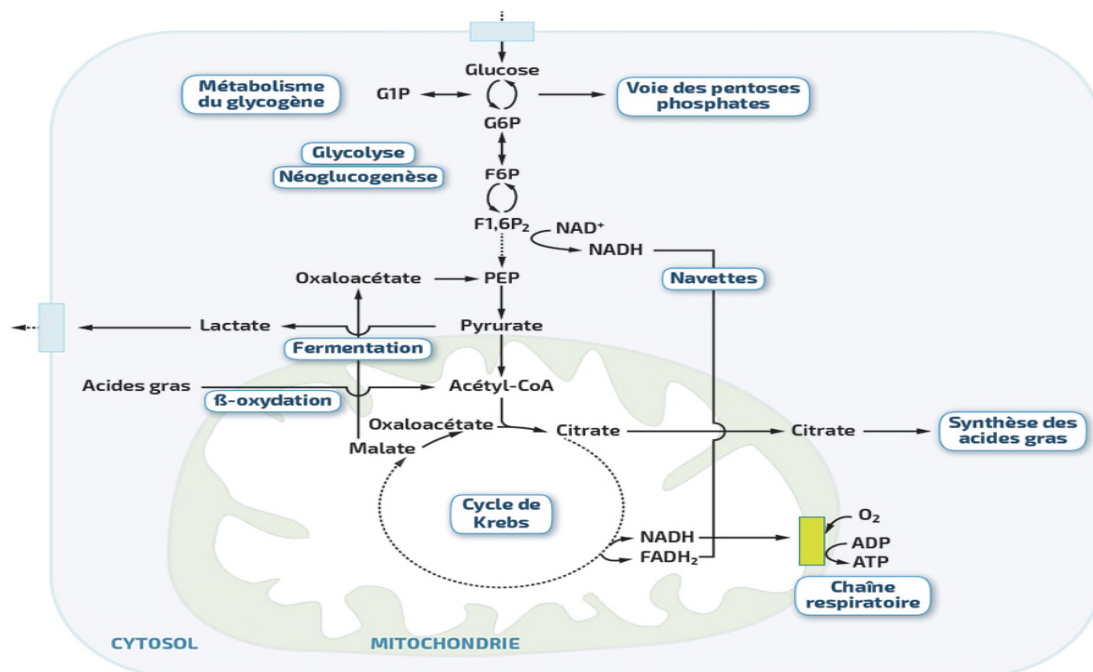 Glucose
Métabolisme
du glycogène
G1P
Voie des pentoses
phosphates
G6P
Glycolyse
Néoglucogenèse
F6P
F1,6P₂
NAD⁺
NADH
Oxaloacétate
PEP
Navettes
Lactate
Pyrurate
Fermentation
Acides gras
ß-oxydation
Acétyl-CoA
Oxaloacétate
Citrate
Citrate
Synthèse des
acides gras
Malate
Cycle de
Krebs
NADH
FADH₂
O₂
ADP
ATP
Chaîne
respiratoire
CYTOSOL
MITOCHONDRIE